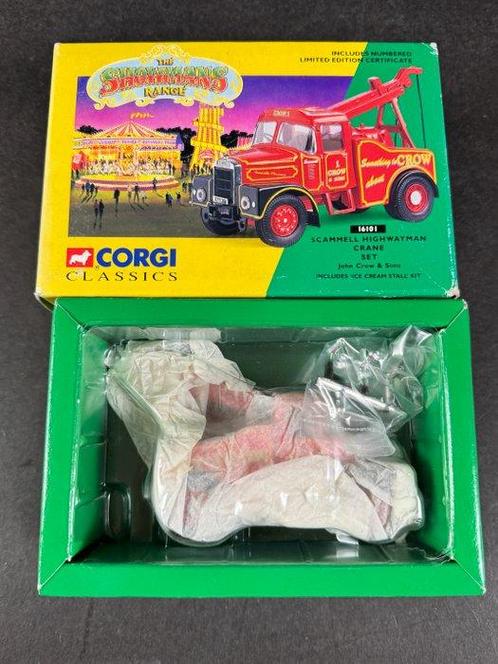 THE
SHOWMAN'S
RANGE
INCLUDES NUMBERED
LIMITED EDITION CERTIFICATE
J.
CROW
& SONS
Something to CROW
about
CORGI
CLASSICS
16101
SCAMMELL HIGHWAYMAN
CRANE
SET
John Crow & Sons
INCLUDES 'ICE CREAM STALL' KIT